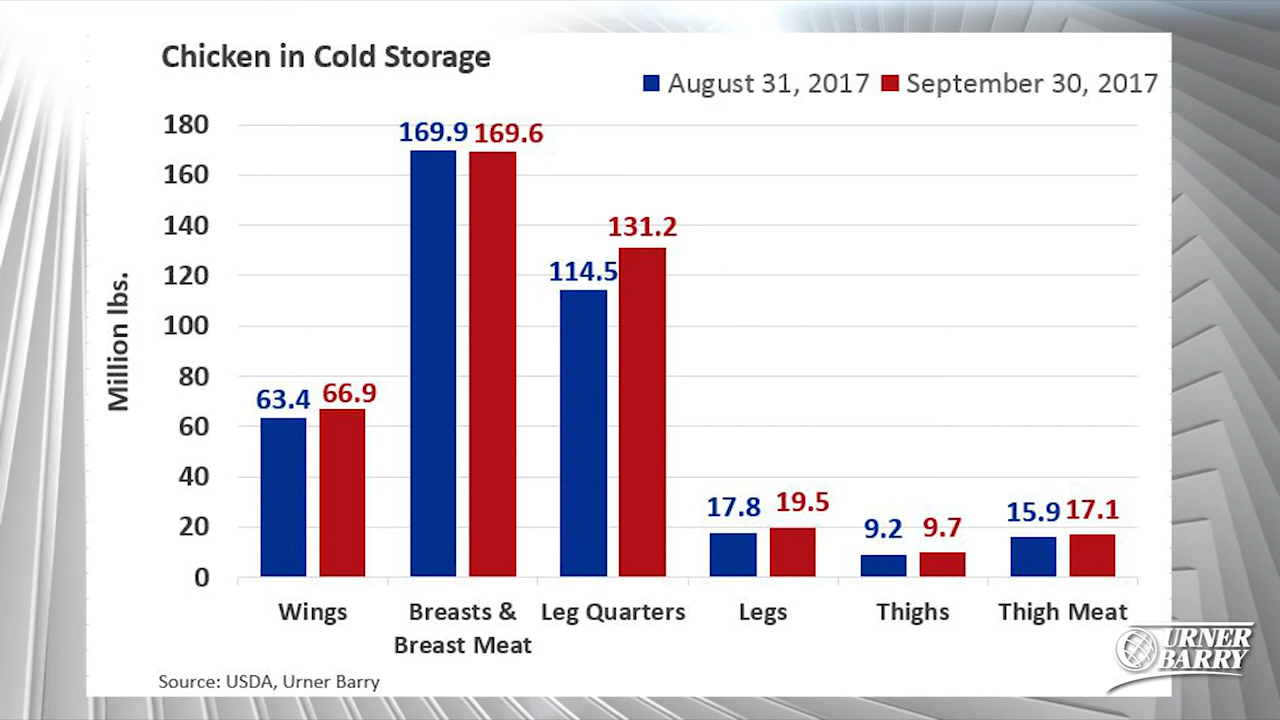 Chicken in Cold Storage
August 31, 2017 September 30, 2017
Million lbs.
180
160
140
120
100
80
60
40
20
0
63.4 66.9
169.9 169.6
114.5 131.2
17.8 19.5
9.2 9.7
15.9 17.1
Wings
Breasts &
Breast Meat
Leg Quarters
Legs
Thighs
Thigh Meat
Source: USDA, Urner Barry
URNER
BARRY